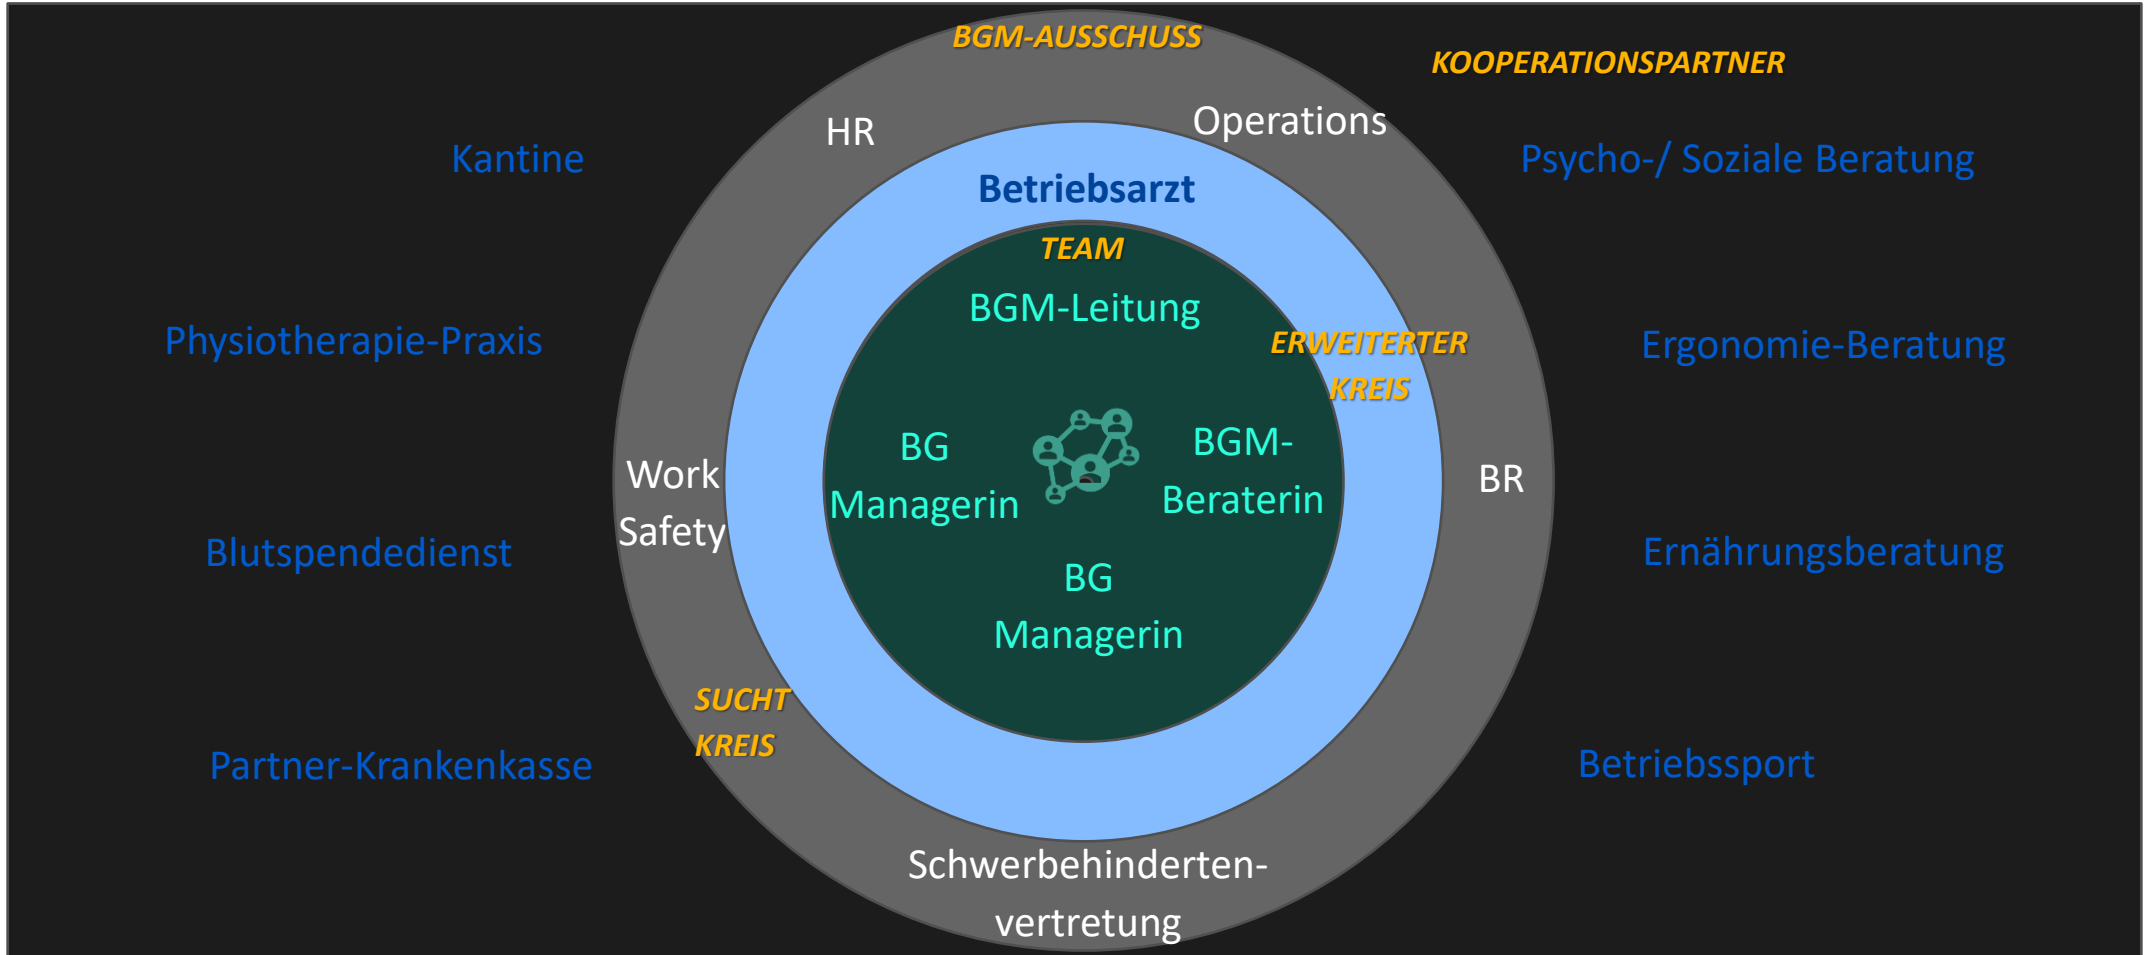 BGM-AUSSCHUSS
KOOPERATIONSPARTNER
HR
Operations
Kantine
Psycho-/ Soziale Beratung
Betriebsarzt
TEAM
BGM-Leitung
Physiotherapie-Praxis
ERWEITERTER
KREIS
Ergonomie-Beratung
BG
Managerin
BGM-
Beraterin
Work
Safety
BR
Blutspendedienst
Ernährungsberatung
BG
Managerin
SUCHT
KREIS
Partner-Krankenkasse
Betriebssport
Schwerbehinderten-
vertretung